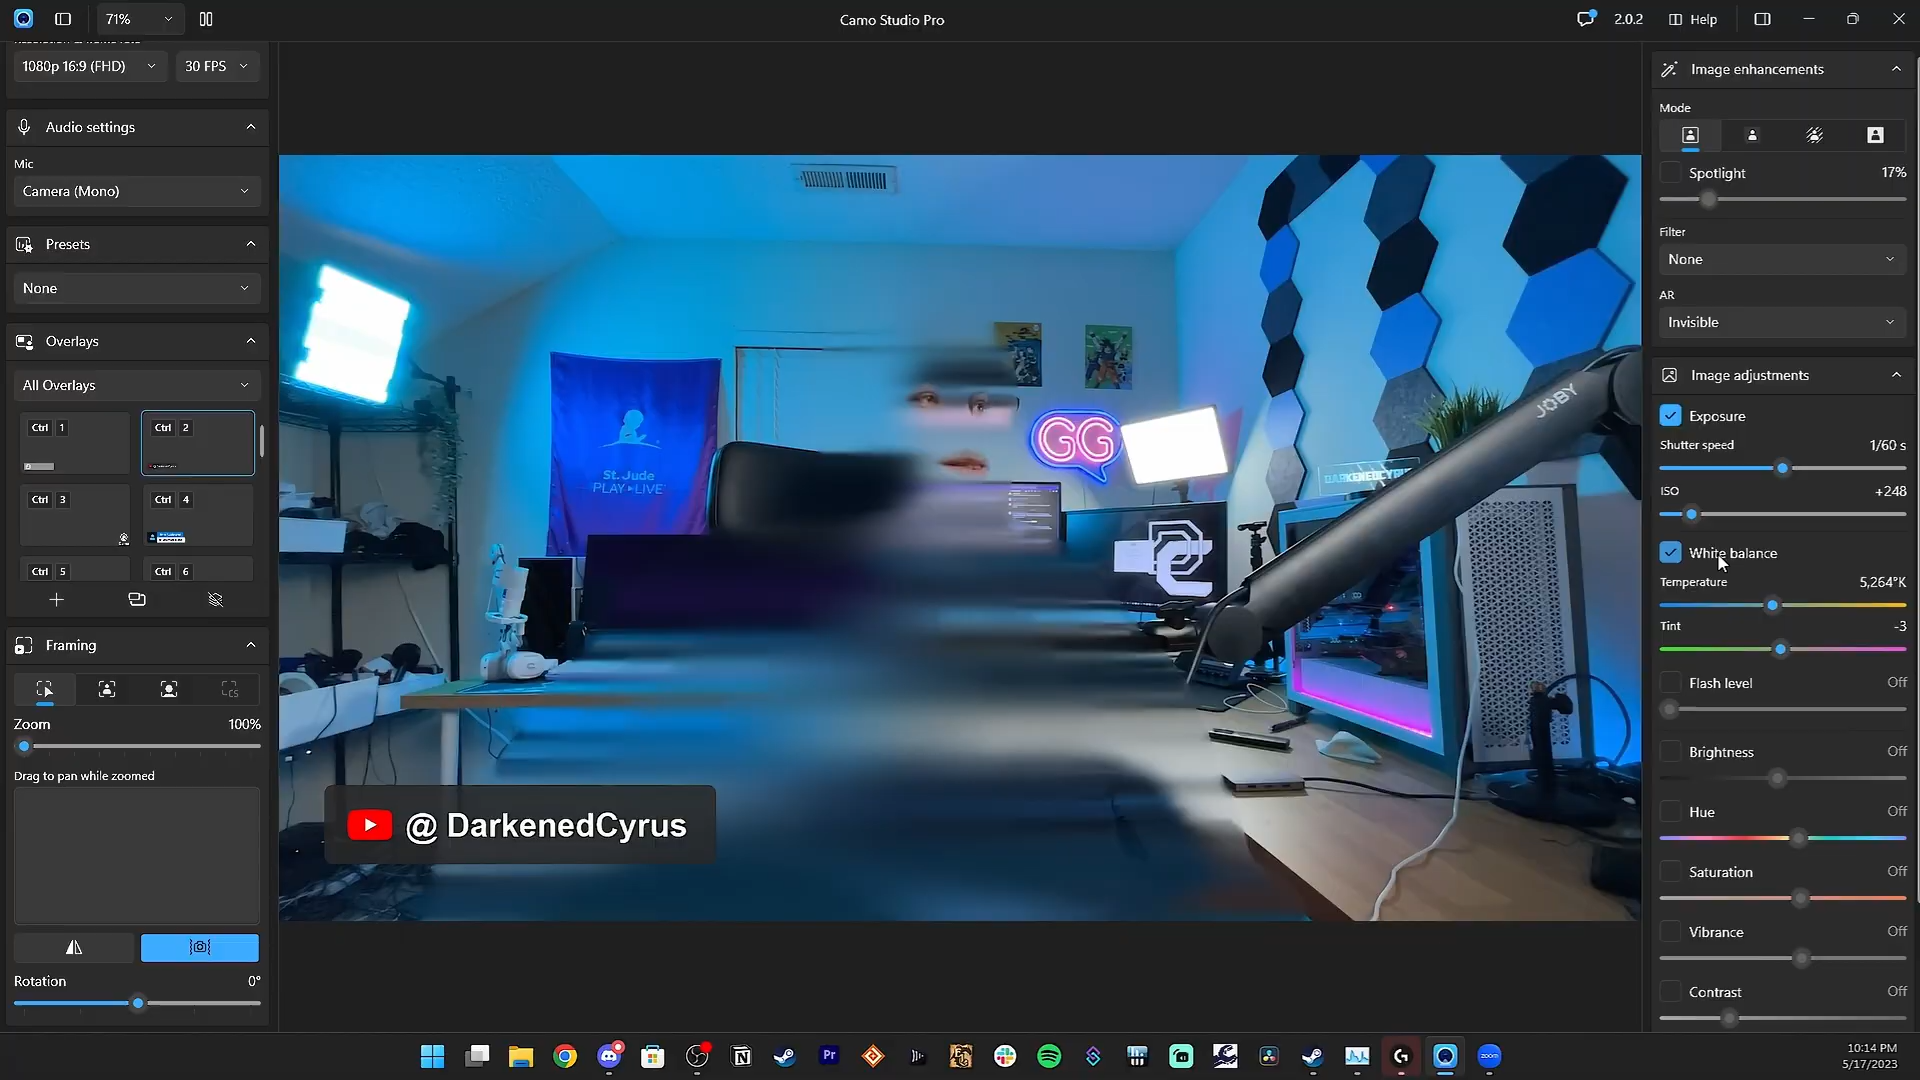 71%
Camo Studio Pro
2.0.2
Help
1080p 16:9 (FHD)
30 FPS
Audio settings
Mic
Camera (Mono)
Presets
None
Overlays
All Overlays
Ctrl 1
Ctrl 2
Ctrl 3
Ctrl 4
Ctrl 5
Ctrl 6
Framing
Zoom
100%
Drag to pan while zoomed
Rotation
0°
St. Jude
PLAY LIVE
GG
JOBY
DARKENEDCYRUS
@ DarkenedCyrus
Image enhancements
Mode
Spotlight
17%
Filter
None
AR
Invisible
Image adjustments
Exposure
Shutter speed
1/60 s
ISO
+248
White balance
Temperature
5,264°K
Tint
-3
Flash level
Off
Brightness
Off
Hue
Off
Saturation
Off
Vibrance
Off
Contrast
Off
Pr
zoom
10:14 PM
5/17/2023